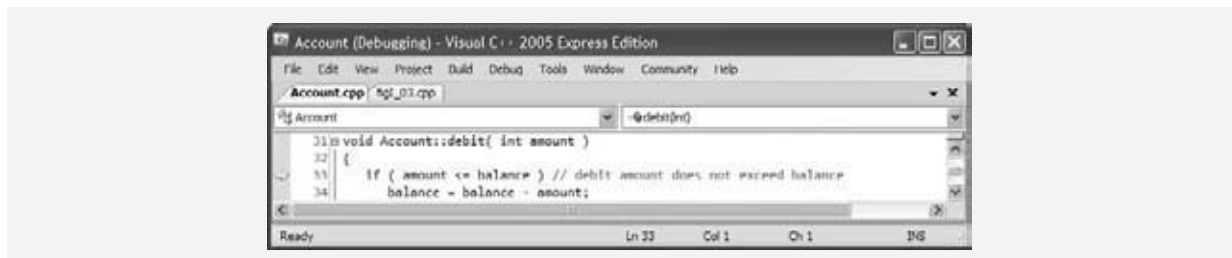 Account (Debugging) - Visual C++ 2005 Express Edition
File Edit View Project Build Debug Tools Window Community Help
Account.cpp figI_03.cpp
Account debit(int)
31 void Account::debit( int amount )
32 {
33 if ( amount <= balance ) // debit amount does not exceed balance
34 balance = balance - amount;
Ready Ln 33 Col 1 Ch 1 INS